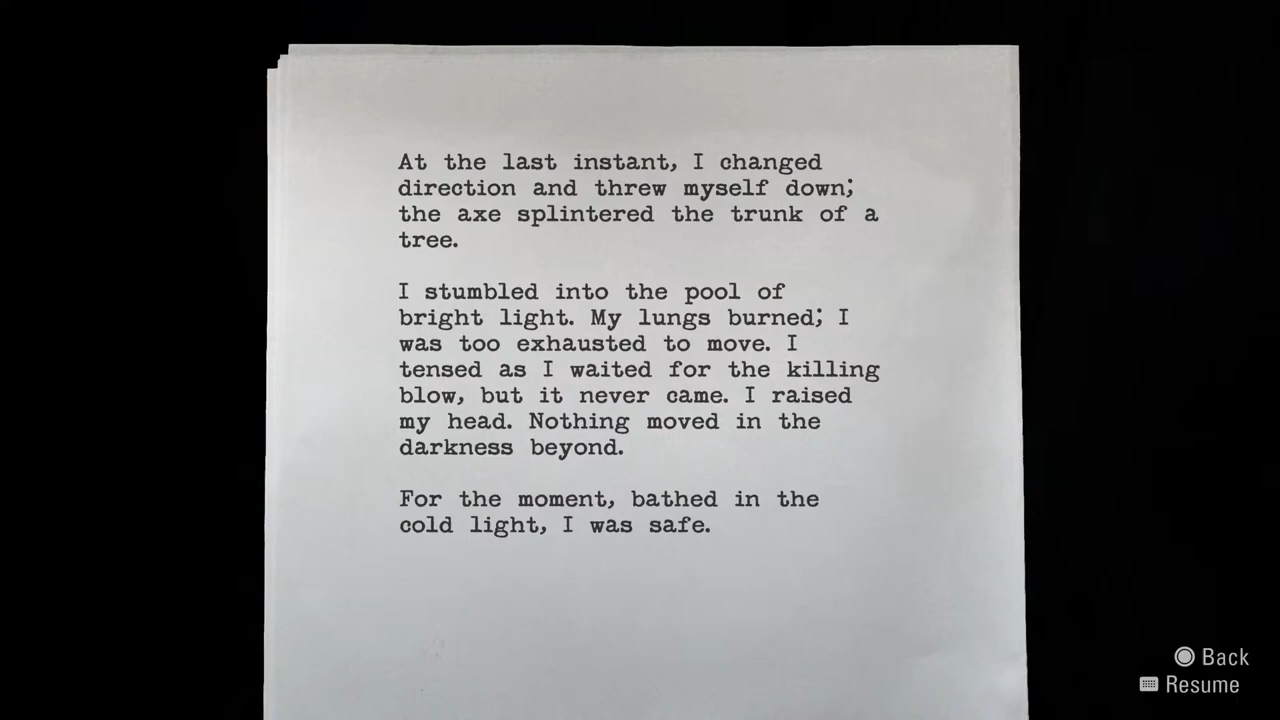 At the last instant, I changed
direction and threw myself down;
the axe splintered the trunk of a
tree.
I stumbled into the pool of
bright light. My lungs burned; I
was too exhausted to move. I
tensed as I waited for the killing
blow, but it never came. I raised
my head. Nothing moved in the
darkness beyond.
For the moment, bathed in the
cold light, I was safe.
Back
Resume